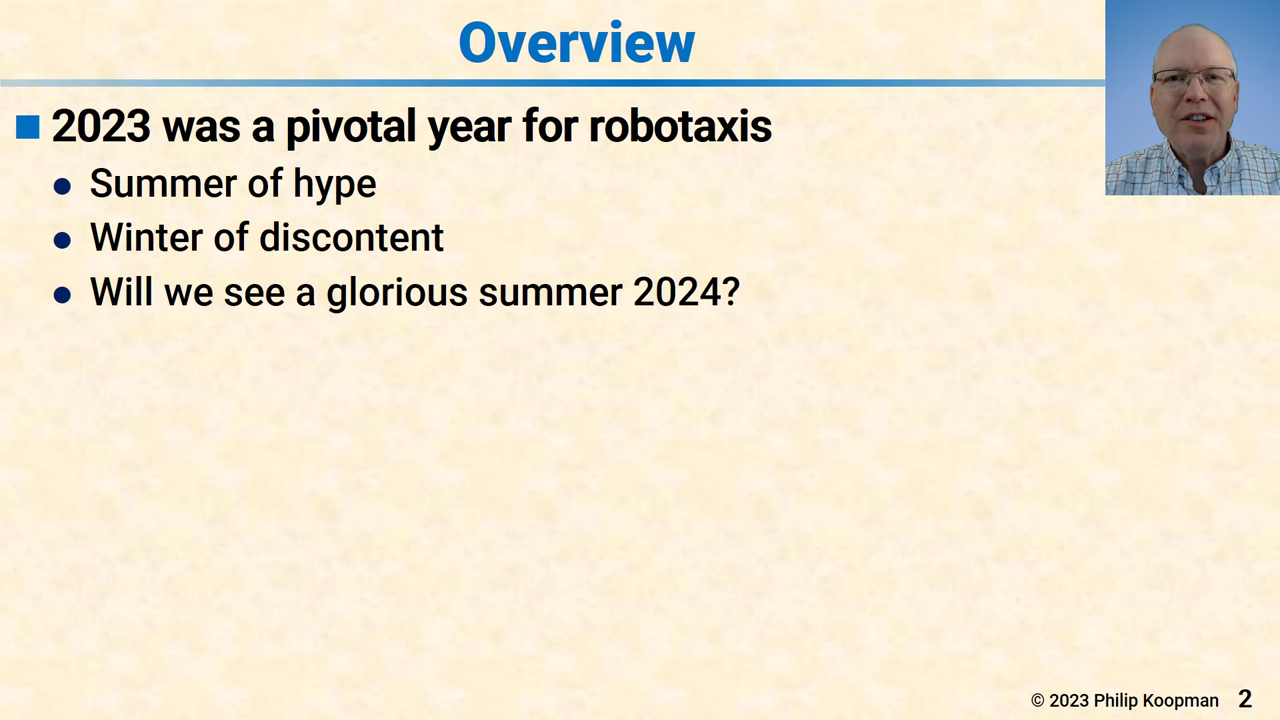 Overview
2023 was a pivotal year for robotaxis
Summer of hype
Winter of discontent
Will we see a glorious summer 2024?
© 2023 Philip Koopman 2